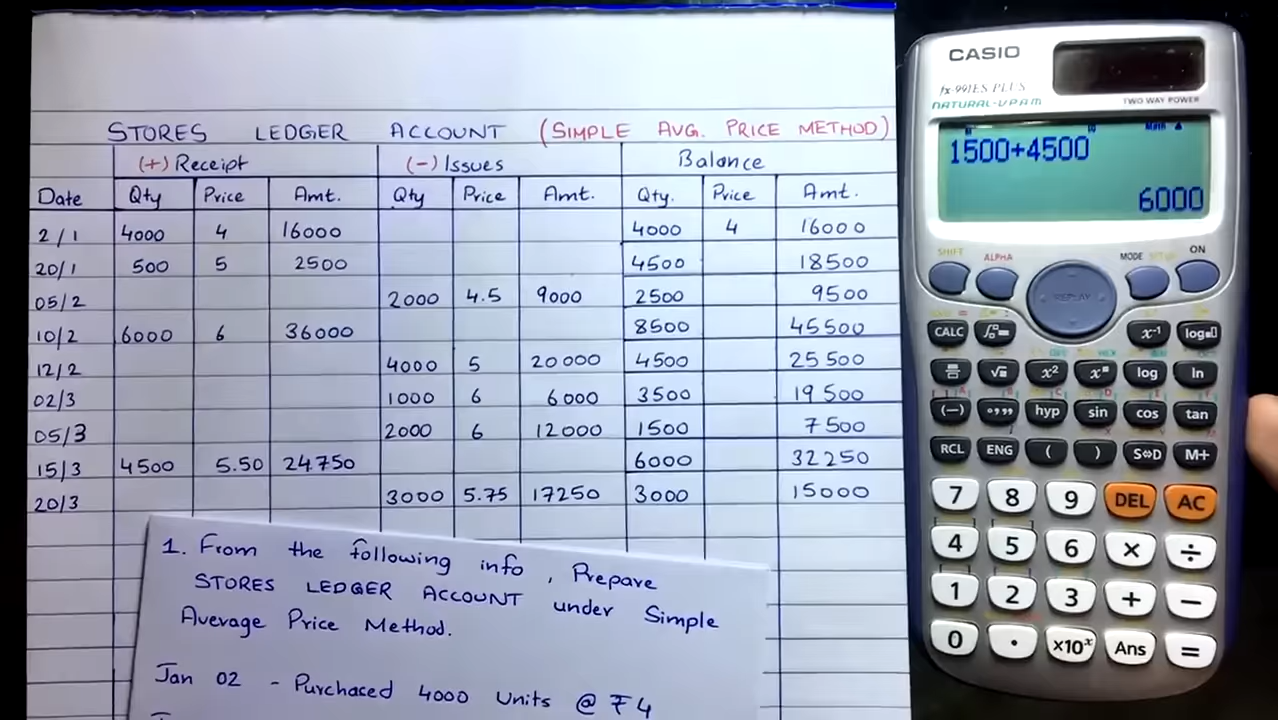 STORES LEDGER ACCOUNT (SIMPLE AVG. PRICE METHOD)
(+) Receipt (-) Issues Balance
Date Qty Price Amt. Qty Price Amt. Qty. Price Amt.
2/1 4000 4 16000 4000 4 16000
20/1 500 5 2500 4500 18500
05/2 2000 4.5 9000 2500 9500
10/2 6000 6 36000 8500 45500
12/2 4000 5 20000 4500 25500
02/3 1000 6 6000 3500 19500
05/3 2000 6 12000 1500 7500
15/3 4500 5.50 24750 6000 32250
20/3 3000 5.75 17250 3000 15000
1. From the following info, Prepare
STORES LEDGER ACCOUNT under Simple
Average Price Method.
Jan 02 - Purchased 4000 Units @ ₹4
CASIO
fx-991ES PLUS
NATURAL-V.P.A.M.
TWO WAY POWER
Math ▲
1500+4500
6000
SHIFT ALPHA MODE SETUP ON
REPLAY
CALC ∫ x⁻¹ log
√ x² log ln
(−) hyp sin cos tan
RCL ENG ( ) S⇔D M+
7 8 9 DEL AC
4 5 6 × ÷
1 2 3 + −
0 • ×10ˣ Ans =